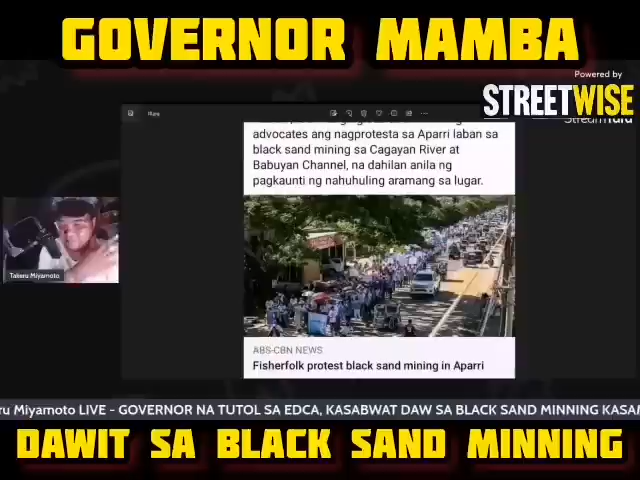 GOVERNOR MAMBA
Powered by
STREETWISE
advocates ang nagprotesta sa Aparri laban sa
black sand mining sa Cagayan River at
Babuyan Channel, na dahilan anila ng
pagkaunti ng nahuhuling aramang sa lugar.
Takeru Miyamoto
ABS-CBN NEWS
Fisherfolk protest black sand mining in Aparri
ru Miyamoto LIVE - GOVERNOR NA TUTOL SA EDCA, KASABWAT DAW SA BLACK SAND MINNING KASAM
DAWIT SA BLACK SAND MINNING